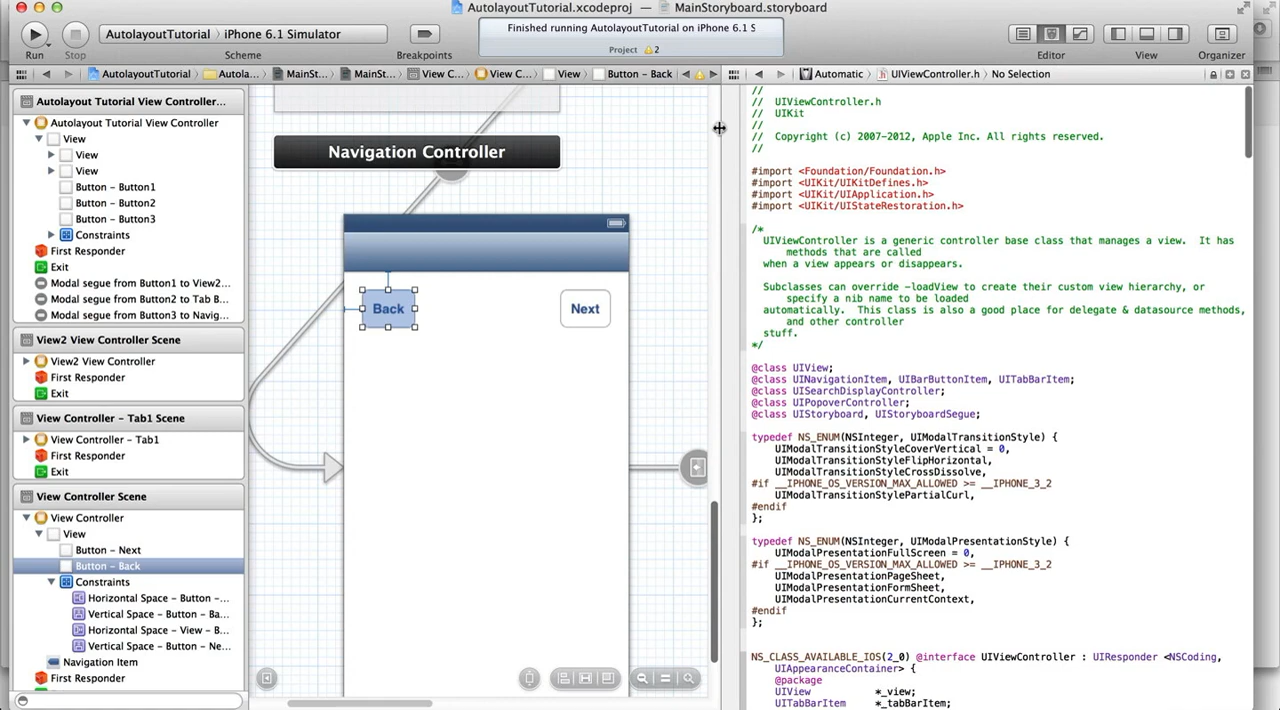 AutolayoutTutorial.xcodeproj — MainStoryboard.storyboard
Run
Stop
AutolayoutTutorial › iPhone 6.1 Simulator
Scheme
Breakpoints
Finished running AutolayoutTutorial on iPhone 6.1 S
Project 2
Editor
View
Organizer
AutolayoutTutorial
Autola...
MainSt...
MainSt...
View C...
View C...
View
Button – Back
Automatic
UIViewController.h
No Selection
Autolayout Tutorial View Controller...
Autolayout Tutorial View Controller
View
View
View
Button – Button1
Button – Button2
Button – Button3
Constraints
First Responder
Exit
Modal segue from Button1 to View2...
Modal segue from Button2 to Tab B...
Modal segue from Button3 to Navig...
View2 View Controller Scene
View2 View Controller
First Responder
Exit
View Controller – Tab1 Scene
View Controller – Tab1
First Responder
Exit
View Controller Scene
View Controller
View
Button – Next
Button – Back
Constraints
Horizontal Space – Button –...
Vertical Space – Button – Ba...
Horizontal Space – View – B...
Vertical Space – Button – Ne...
Navigation Item
First Responder
Navigation Controller
Back
Next
//
// UIViewController.h
// UIKit
//
// Copyright (c) 2007-2012, Apple Inc. All rights reserved.
//
#import <Foundation/Foundation.h>
#import <UIKit/UIKitDefines.h>
#import <UIKit/UIApplication.h>
#import <UIKit/UIStateRestoration.h>
/*
UIViewController is a generic controller base class that manages a view. It has
methods that are called
when a view appears or disappears.
Subclasses can override -loadView to create their custom view hierarchy, or
specify a nib name to be loaded
automatically. This class is also a good place for delegate & datasource methods,
and other controller
stuff.
*/
@class UIView;
@class UINavigationItem, UIBarButtonItem, UITabBarItem;
@class UISearchDisplayController;
@class UIPopoverController;
@class UIStoryboard, UIStoryboardSegue;
typedef NS_ENUM(NSInteger, UIModalTransitionStyle) {
UIModalTransitionStyleCoverVertical = 0,
UIModalTransitionStyleFlipHorizontal,
UIModalTransitionStyleCrossDissolve,
#if __IPHONE_OS_VERSION_MAX_ALLOWED >= __IPHONE_3_2
UIModalTransitionStylePartialCurl,
#endif
};
typedef NS_ENUM(NSInteger, UIModalPresentationStyle) {
UIModalPresentationFullScreen = 0,
#if __IPHONE_OS_VERSION_MAX_ALLOWED >= __IPHONE_3_2
UIModalPresentationPageSheet,
UIModalPresentationFormSheet,
UIModalPresentationCurrentContext,
#endif
};
NS_CLASS_AVAILABLE_IOS(2_0) @interface UIViewController : UIResponder <NSCoding,
UIAppearanceContainer> {
@package
UIView *_view;
UITabBarItem *_tabBarItem;